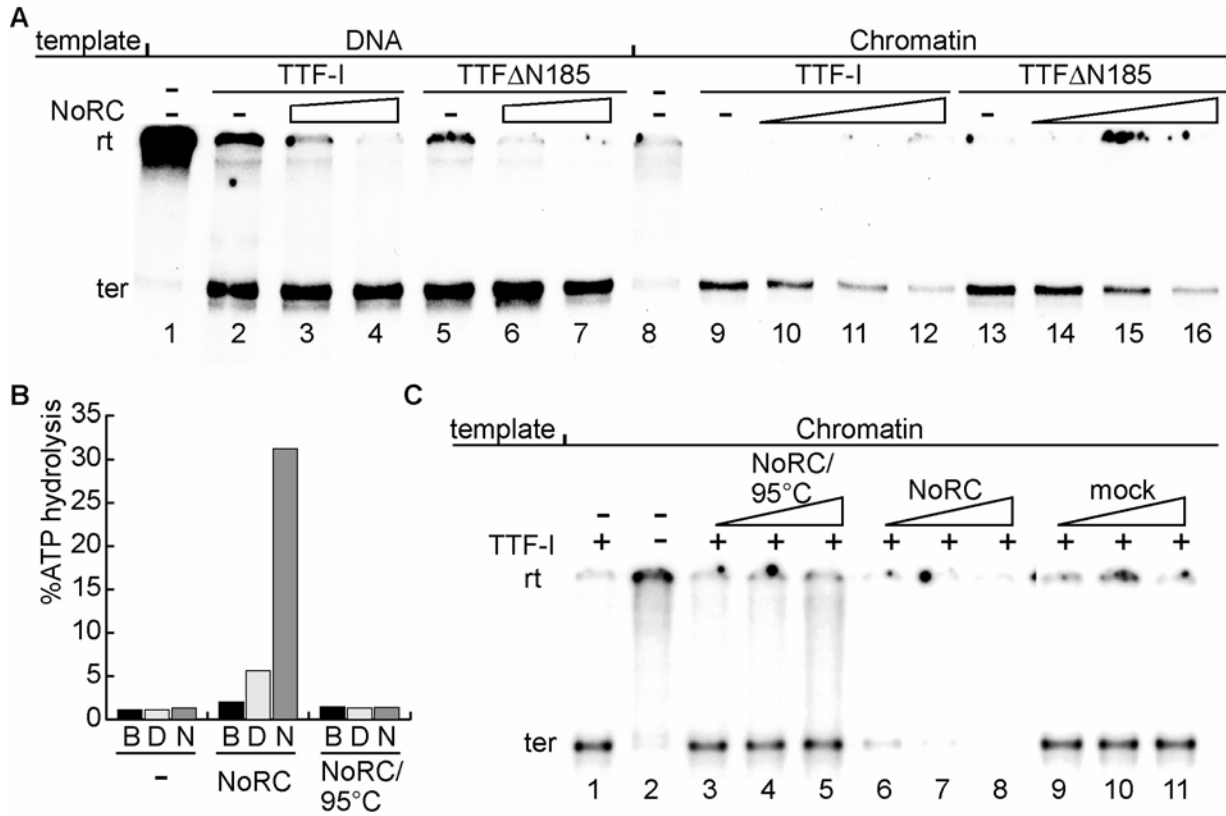 A
template DNA Chromatin
- TTF-I TTFΔN185 - TTF-I TTFΔN185
NoRC - - - - - -
rt
ter
1 2 3 4 5 6 7 8 9 10 11 12 13 14 15 16
B
%ATP hydrolysis
35
30
25
20
15
10
5
0
B D N B D N B D N
- NoRC NoRC/
95°C
C
template Chromatin
NoRC/
- - 95°C NoRC mock
TTF-I + - + + + + + + + + +
rt
ter
1 2 3 4 5 6 7 8 9 10 11